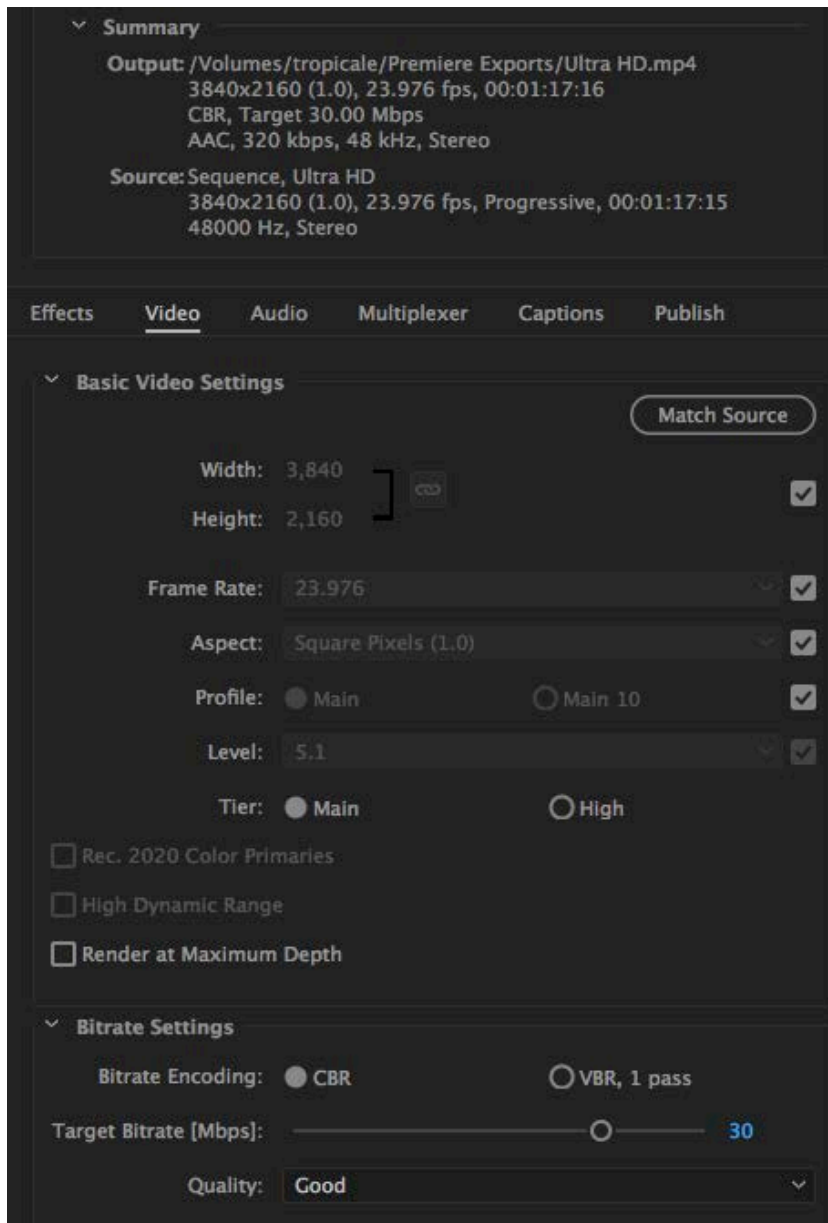 Summary
Output: /Volumes/tropicale/Premiere Exports/Ultra HD.mp4
3840x2160 (1.0), 23.976 fps, 00:01:17:16
CBR, Target 30.00 Mbps
AAC, 320 kbps, 48 kHz, Stereo
Source: Sequence, Ultra HD
3840x2160 (1.0), 23.976 fps, Progressive, 00:01:17:15
48000 Hz, Stereo
Effects Video Audio Multiplexer Captions Publish
Basic Video Settings
Match Source
Width: 3,840
Height: 2,160
Frame Rate: 23.976
Aspect: Square Pixels (1.0)
Profile: Main Main 10
Level: 5.1
Tier: Main High
Rec. 2020 Color Primaries
High Dynamic Range
Render at Maximum Depth
Bitrate Settings
Bitrate Encoding: CBR VBR, 1 pass
Target Bitrate [Mbps]: 30
Quality: Good